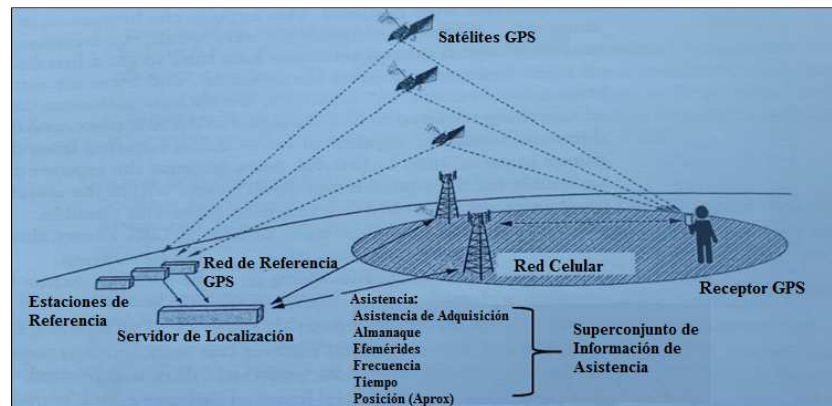 Satélites GPS
Red de Referencia
GPS
Estaciones de
Referencia
Servidor de Localización
Red Celular
Receptor GPS
Asistencia:
Asistencia de Adquisición
Almanaque
Efemérides
Frecuencia
Tiempo
Posición (Aprox)
Superconjunto de
Información de
Asistencia